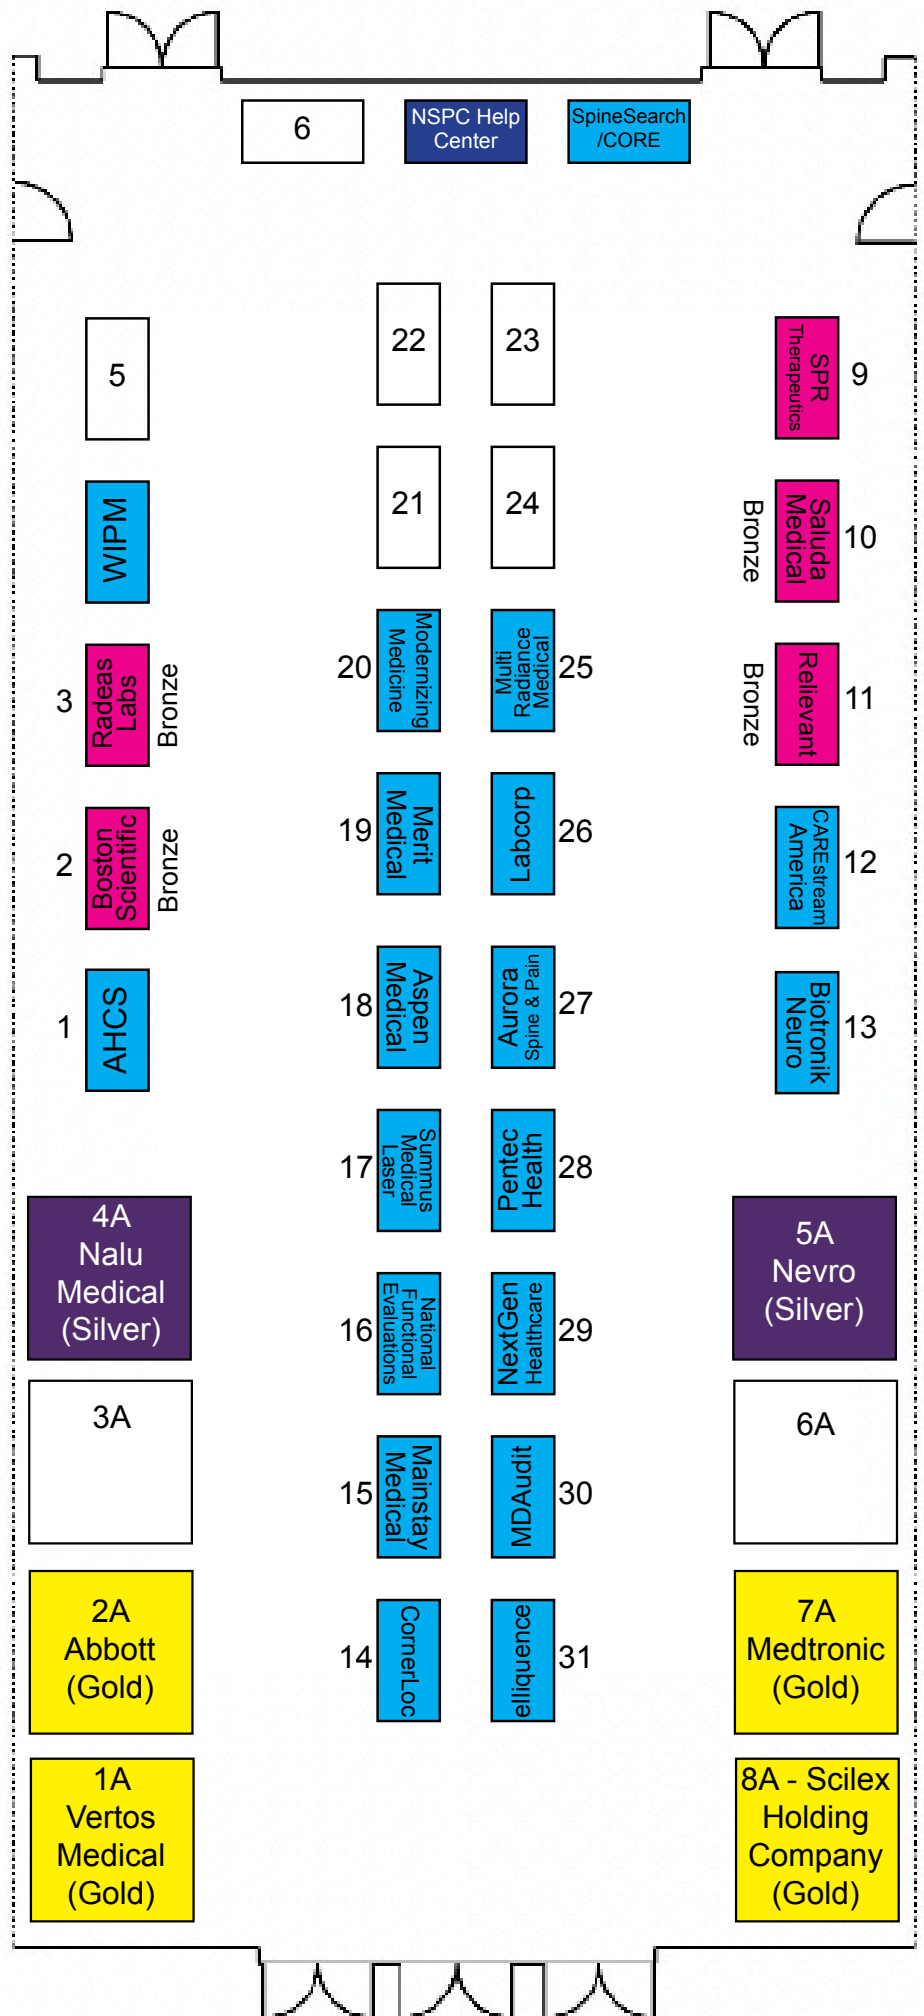 6
NSPC Help
Center
SpineSearch
/CORE
5
22
23
SPR
Therapeutics
9
WIPM
21
24
Saluda
Medical
10
Bronze
3
Radeas
Labs
Bronze
20
Modernizing
Medicine
Multi
Radiance
Medical
25
Bronze
Relievant
11
2
Boston
Scientific
Bronze
19
Merit
Medical
Labcorp
26
CAREstream
America
12
1
AHCS
18
Aspen
Medical
Aurora
Spine & Pain
27
Biotronik
Neuro
13
17
Summus
Medical
Laser
Pentec
Health
28
4A
Nalu
Medical
(Silver)
16
National
Functional
Evaluations
NextGen
Healthcare
29
5A
Nevro
(Silver)
3A
15
Mainstay
Medical
MDAudit
30
6A
2A
Abbott
(Gold)
14
CornerLoc
elliquence
31
7A
Medtronic
(Gold)
1A
Vertos
Medical
(Gold)
8A - Scilex
Holding
Company
(Gold)